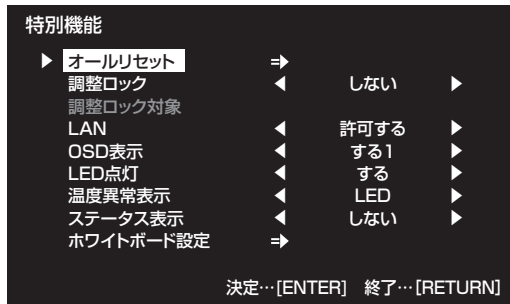 特別機能
オールリセット
調整ロック しない
調整ロック対象
LAN 許可する
OSD表示 する1
LED点灯 する
温度異常表示 LED
ステータス表示 しない
ホワイトボード設定
決定…[ENTER] 終了…[RETURN]